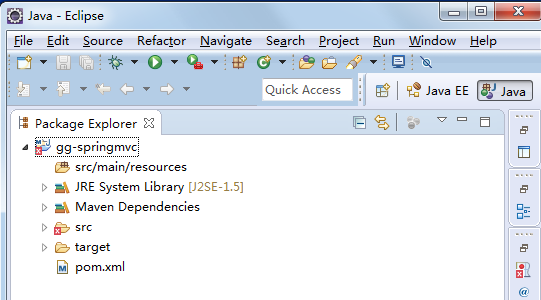 Java - Eclipse
File Edit Source Refactor Navigate Search Project Run Window Help
Quick Access Java EE Java
Package Explorer
gg-springmvc
src/main/resources
JRE System Library [J2SE-1.5]
Maven Dependencies
src
target
pom.xml